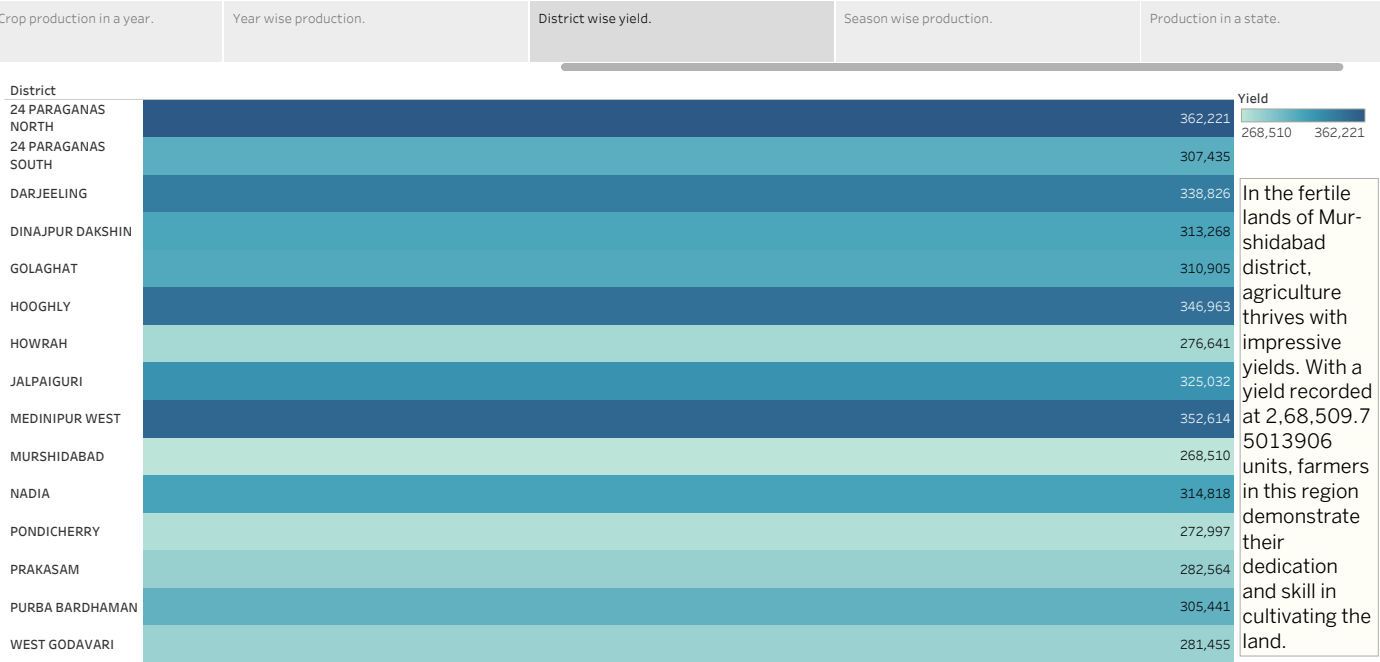 Crop production in a year.
Year wise production.
District wise yield.
Season wise production.
Production in a state.
District
24 PARAGANAS
NORTH
362,221
24 PARAGANAS
SOUTH
307,435
DARJEELING
338,826
DINAJPUR DAKSHIN
313,268
GOLAGHAT
310,905
HOOGHLY
346,963
HOWRAH
276,641
JALPAIGURI
325,032
MEDINIPUR WEST
352,614
MURSHIDABAD
268,510
NADIA
314,818
PONDICHERRY
272,997
PRAKASAM
282,564
PURBA BARDHAMAN
305,441
WEST GODAVARI
281,455
Yield
268,510
362,221
In the fertile
lands of Mur-
shidabad
district,
agriculture
thrives with
impressive
yields. With a
yield recorded
at 2,68,509.7
5013906
units, farmers
in this region
demonstrate
their
dedication
and skill in
cultivating the
land.